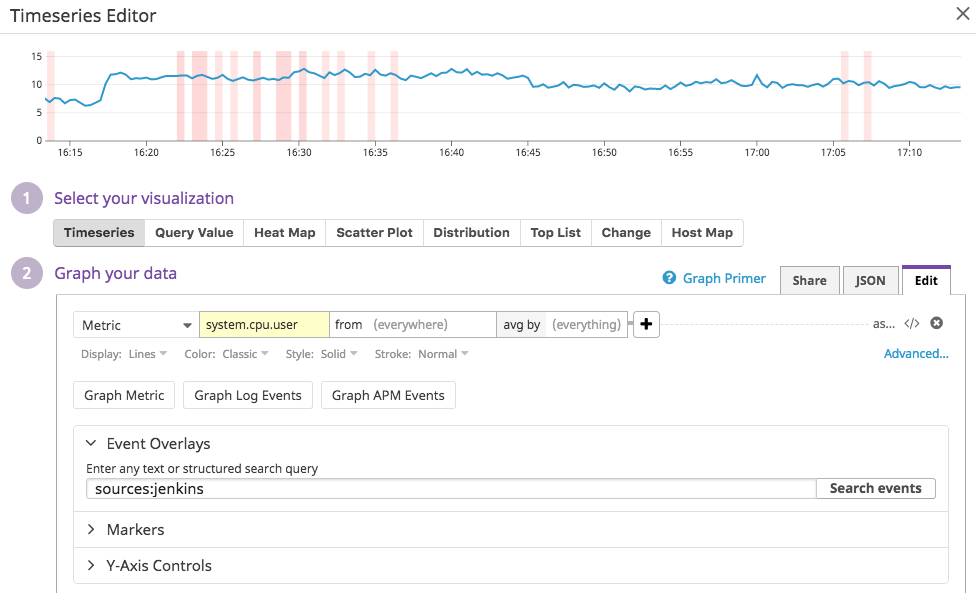 Timeseries Editor
15
10
5
0
16:15 16:20 16:25 16:30 16:35 16:40 16:45 16:50 16:55 17:00 17:05 17:10
1 Select your visualization
Timeseries Query Value Heat Map Scatter Plot Distribution Top List Change Host Map
2 Graph your data
Graph Primer Share JSON Edit
Metric system.cpu.user from (everywhere) avg by (everything) + as... </>
Display: Lines Color: Classic Style: Solid Stroke: Normal Advanced...
Graph Metric Graph Log Events Graph APM Events
Event Overlays
Enter any text or structured search query
sources:jenkins Search events
Markers
Y-Axis Controls